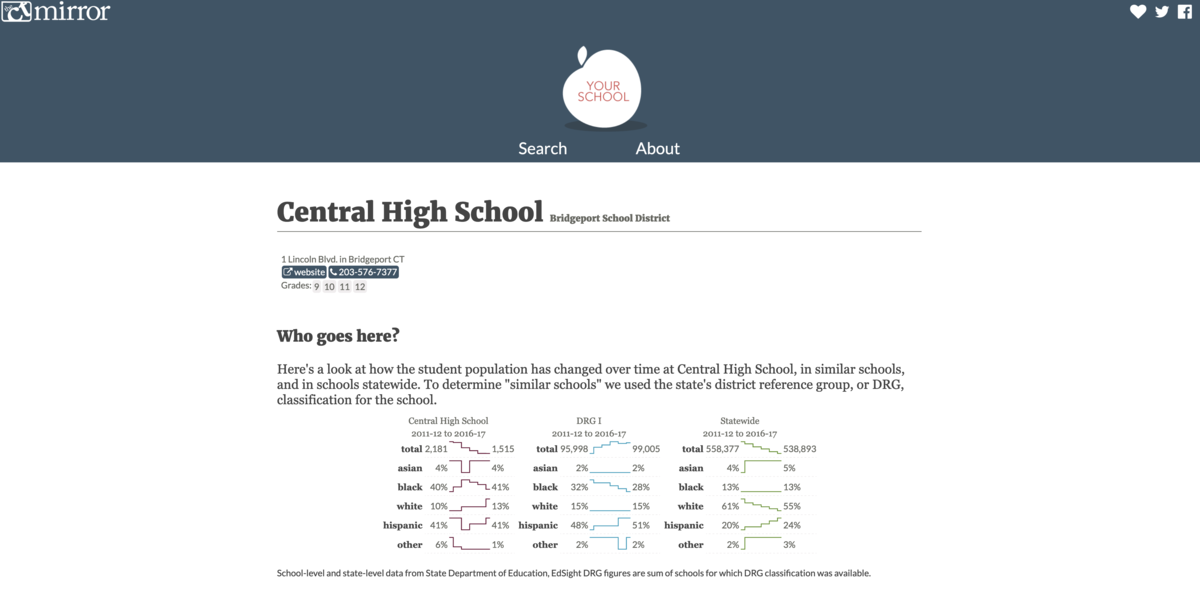 CT mirror
YOUR
SCHOOL
Search About
Central High School Bridgeport School District
1 Lincoln Blvd. in Bridgeport CT
website 203-576-7377
Grades: 9 10 11 12
Who goes here?
Here's a look at how the student population has changed over time at Central High School, in similar schools,
and in schools statewide. To determine "similar schools" we used the state's district reference group, or DRG,
classification for the school.
Central High School DRG I Statewide
2011-12 to 2016-17 2011-12 to 2016-17 2011-12 to 2016-17
total 2,181 1,515 total 95,998 99,005 total 558,377 538,893
asian 4% 4% asian 2% 2% asian 4% 5%
black 40% 41% black 32% 28% black 13% 13%
white 10% 13% white 15% 15% white 61% 55%
hispanic 41% 41% hispanic 48% 51% hispanic 20% 24%
other 6% 1% other 2% 2% other 2% 3%
School-level and state-level data from State Department of Education, EdSight DRG figures are sum of schools for which DRG classification was available.